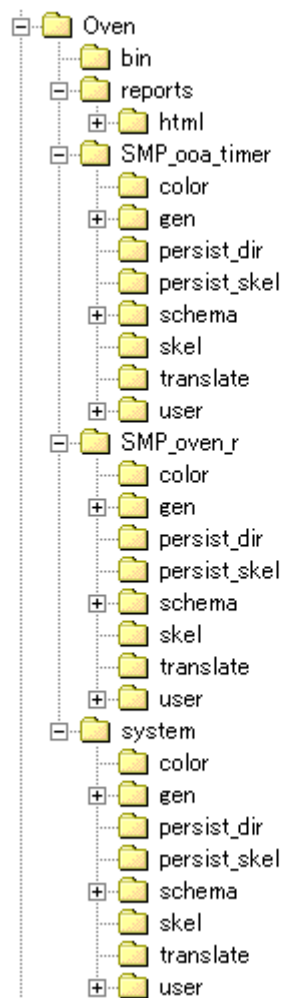 Oven
bin
reports
html
SMP_ooa_timer
color
gen
persist_dir
persist_skel
schema
skel
translate
user
SMP_oven_r
color
gen
persist_dir
persist_skel
schema
skel
translate
user
system
color
gen
persist_dir
persist_skel
schema
skel
translate
user